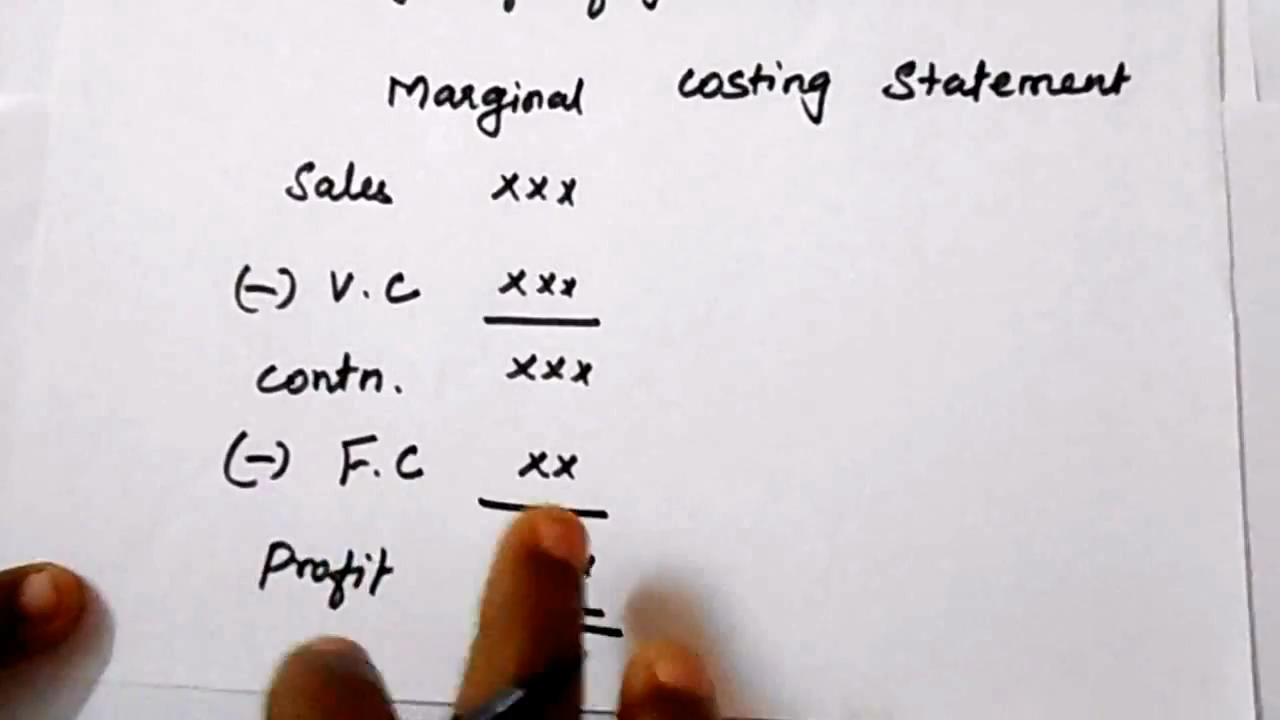 Marginal costing Statement
Sales xxx
(-) V.C xxx
contn. xxx
(-) F.C xx
Profit